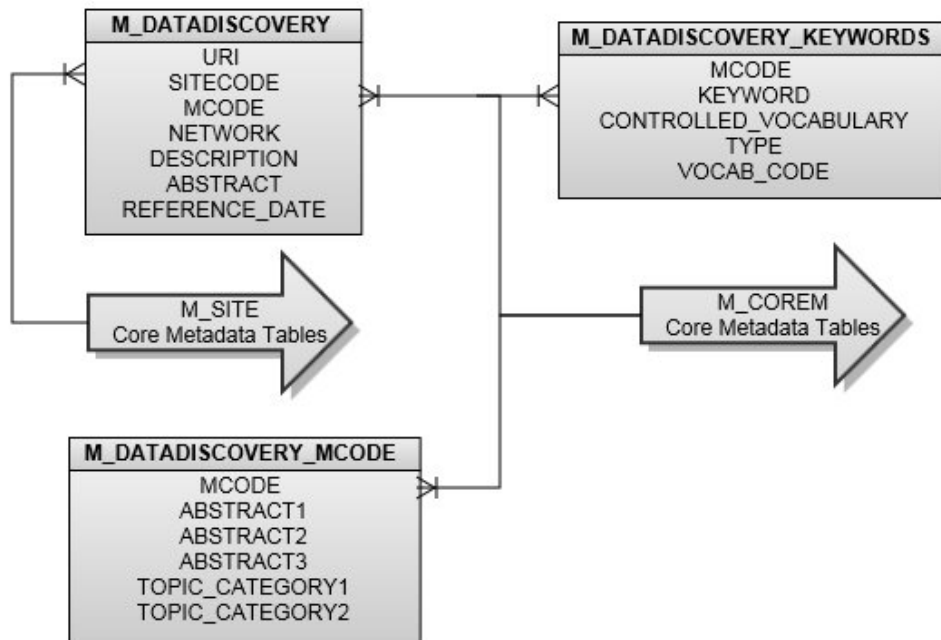 M_DATADISCOVERY
URI
SITECODE
MCODE
NETWORK
DESCRIPTION
ABSTRACT
REFERENCE_DATE
M_DATADISCOVERY_KEYWORDS
MCODE
KEYWORD
CONTROLLED_VOCABULARY
TYPE
VOCAB_CODE
M_SITE
Core Metadata Tables
M_COREM
Core Metadata Tables
M_DATADISCOVERY_MCODE
MCODE
ABSTRACT1
ABSTRACT2
ABSTRACT3
TOPIC_CATEGORY1
TOPIC_CATEGORY2